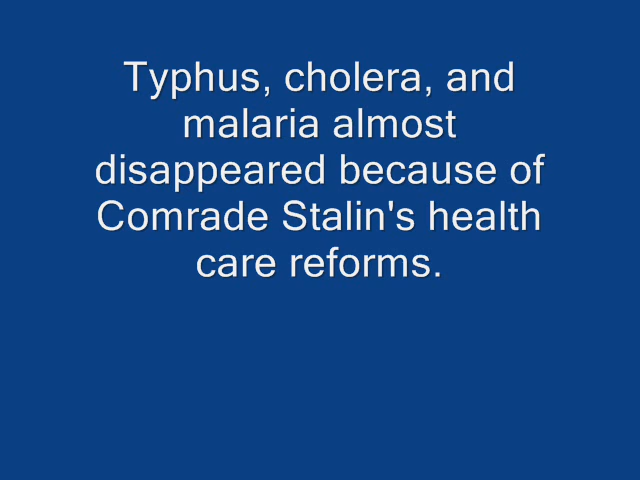 Typhus, cholera, and
malaria almost
disappeared because of
Comrade Stalin's health
care reforms.